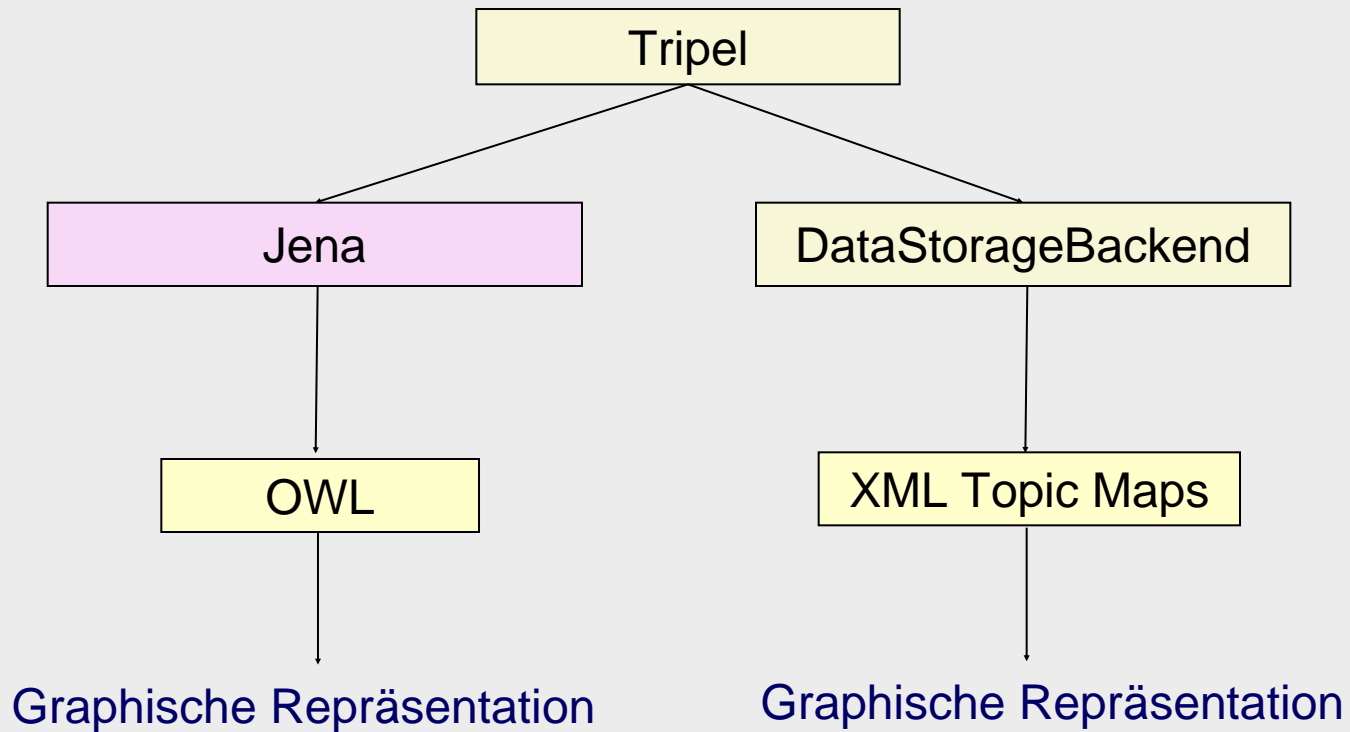 Tripel
Jena
DataStorageBackend
OWL
XML Topic Maps
Graphische Repräsentation
Graphische Repräsentation